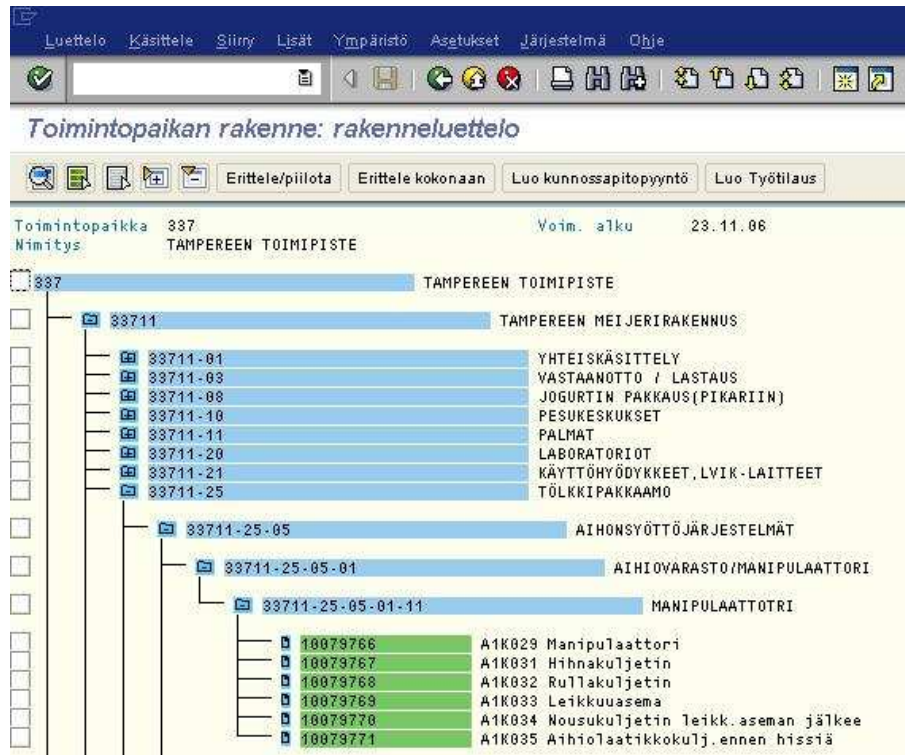 Luettelo Käsittele Siirry Lisät Ympäristö Asetukset Järjestelmä Ohje
Toimintopaikan rakenne: rakenneluettelo
Erittele/piilota Erittele kokonaan Luo kunnossapitopyyntö Luo Työtilaus
Toimintopaikka 337 Voim. alku 23.11.06
Nimitys TAMPEREEN TOIMIPISTE
337 TAMPEREEN TOIMIPISTE
33711 TAMPEREEN MEIJERIRAKENNUS
33711-01 YHTEISKÄSITTELY
33711-03 VASTAANOTTO / LASTAUS
33711-08 JOGURTIN PAKKAUS(PIKARIIN)
33711-10 PESUKESKUKSET
33711-11 PALMAT
33711-20 LABORATORIOT
33711-21 KÄYTTÖHYÖDYKKEET,LVIK-LAITTEET
33711-25 TÖLKKIPAKKAAMO
33711-25-05 AIHONSYÖTTÖJÄRJESTELMÄT
33711-25-05-01 AIHIOVARASTO/MANIPULAATTORI
33711-25-05-01-11 MANIPULAATTOTRI
10079766 A1K029 Manipulaattori
10079767 A1K031 Hihnakuljetin
10079768 A1K032 Rullakuljetin
10079769 A1K033 Leikkuuasema
10079770 A1K034 Nousukuljetin leikk.aseman jälkee
10079771 A1K035 Aihiolaatikkokulj.ennen hissiä